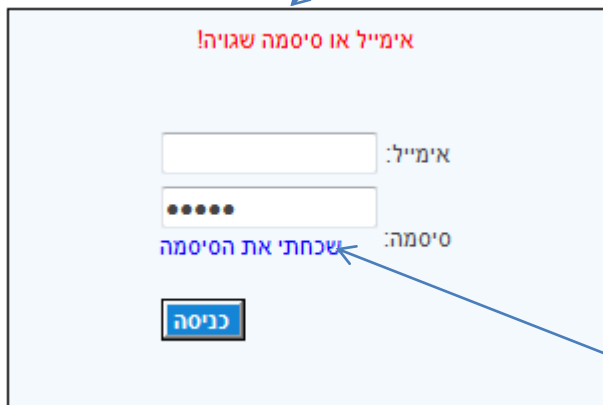 אימייל או סיסמה שגויה!
אימייל:
סיסמה:
שכחתי את הסיסמה
כניסה